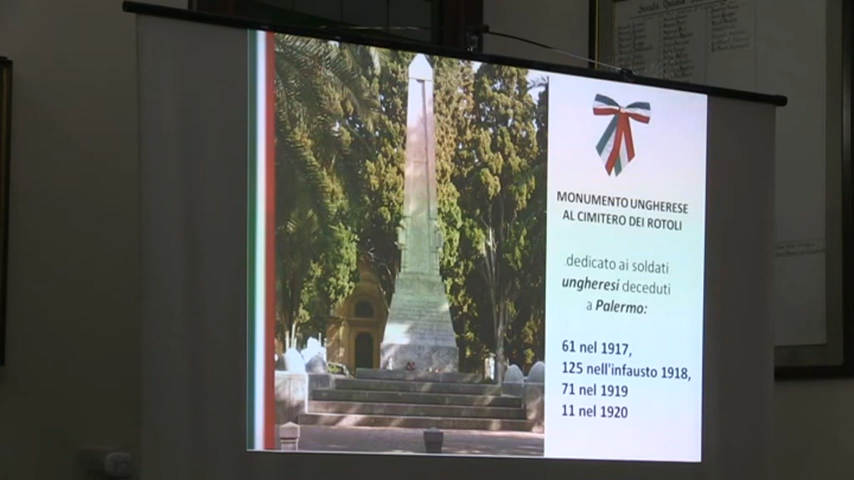 MONUMENTO UNGHERESE
AL CIMITERO DEI ROTOLI
dedicato ai soldati
ungheresi deceduti
a Palermo:
61 nel 1917,
125 nell'infausto 1918,
71 nel 1919
11 nel 1920